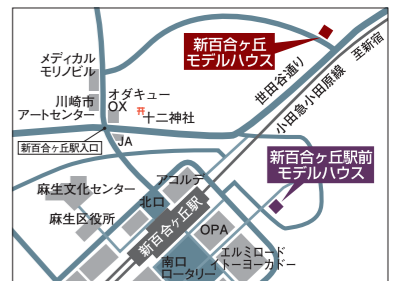 新百合ヶ丘
モデルハウス
至新宿
メディカル
モリノビル
世田谷通り
小田急小田原線
オダキュー
OX
川崎市
アートセンター
十二神社
新百合ヶ丘駅入口
JA
新百合ヶ丘駅前
モデルハウス
アコルデ
麻生文化センター
北口
麻生区役所
新百合ヶ丘駅
OPA
エルミロード
イトーヨーカドー
南口
ロータリー